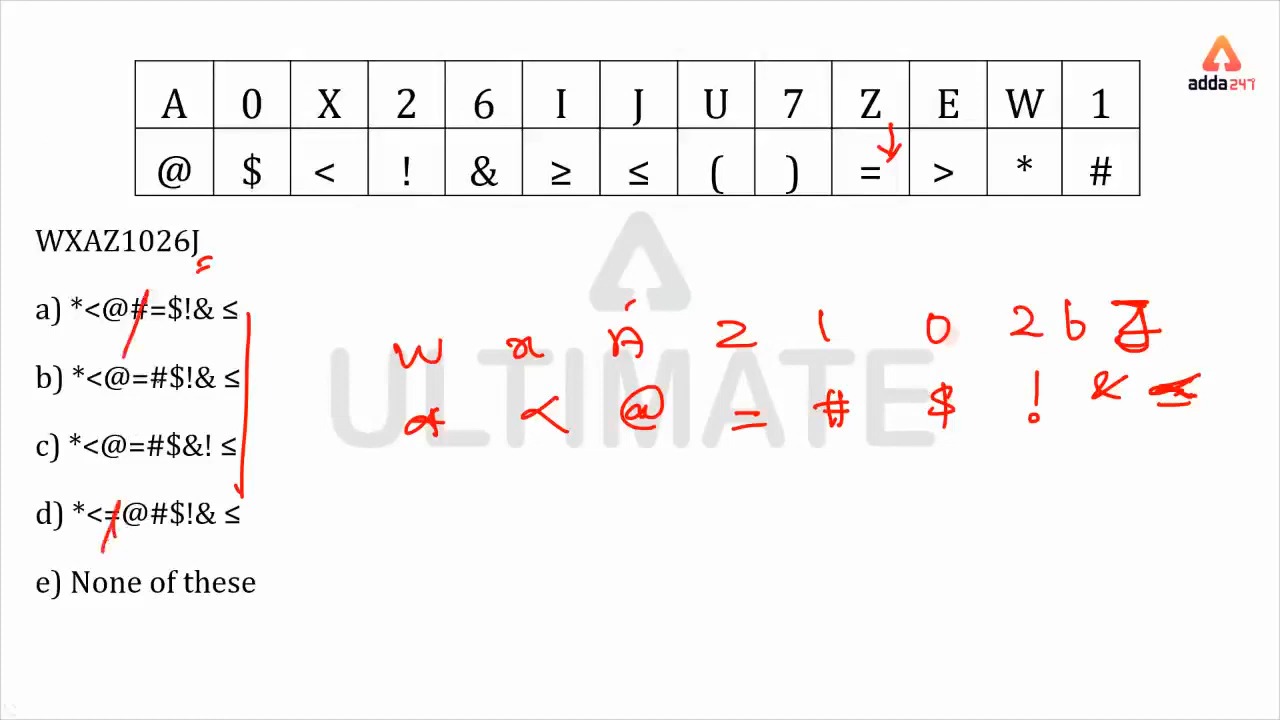 adda247
A 0 X 2 6 I J U 7 Z E W 1
@ $ < ! & ≥ ≤ ( ) = > * #
WXAZ1026J
a) *<@#=$!& ≤
b) *<@=#$!& ≤
c) *<@=#$&! ≤
d) *<=@#$!& ≤
e) None of these
W x A Z 1 0 2 6 J
* < @ = # $ ! & ≤
ULTIMATE